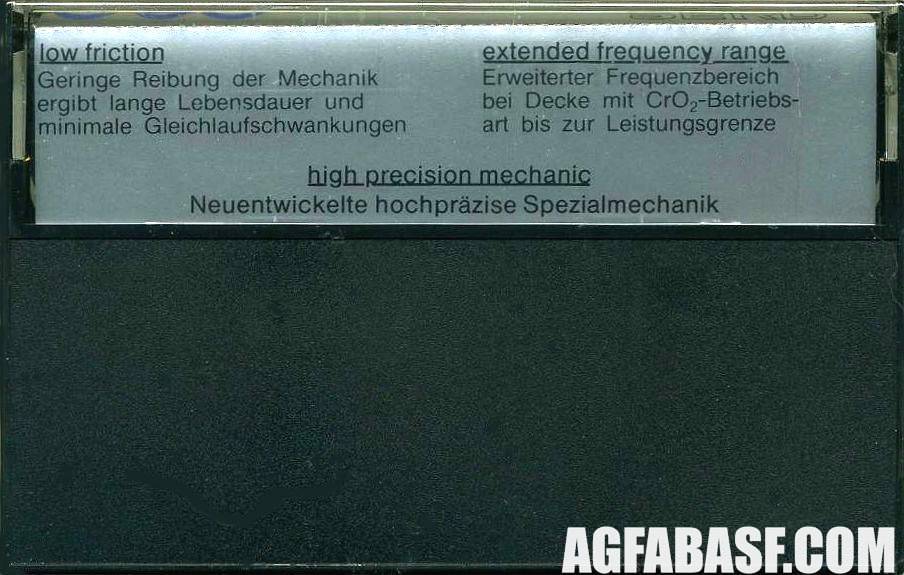 low friction
Geringe Reibung der Mechanik
ergibt lange Lebensdauer und
minimale Gleichlaufschwankungen
extended frequency range
Erweiterter Frequenzbereich
bei Decke mit CrO₂-Betriebs-
art bis zur Leistungsgrenze
high precision mechanic
Neuentwickelte hochpräzise Spezialmechanik
AGFABASF.COM